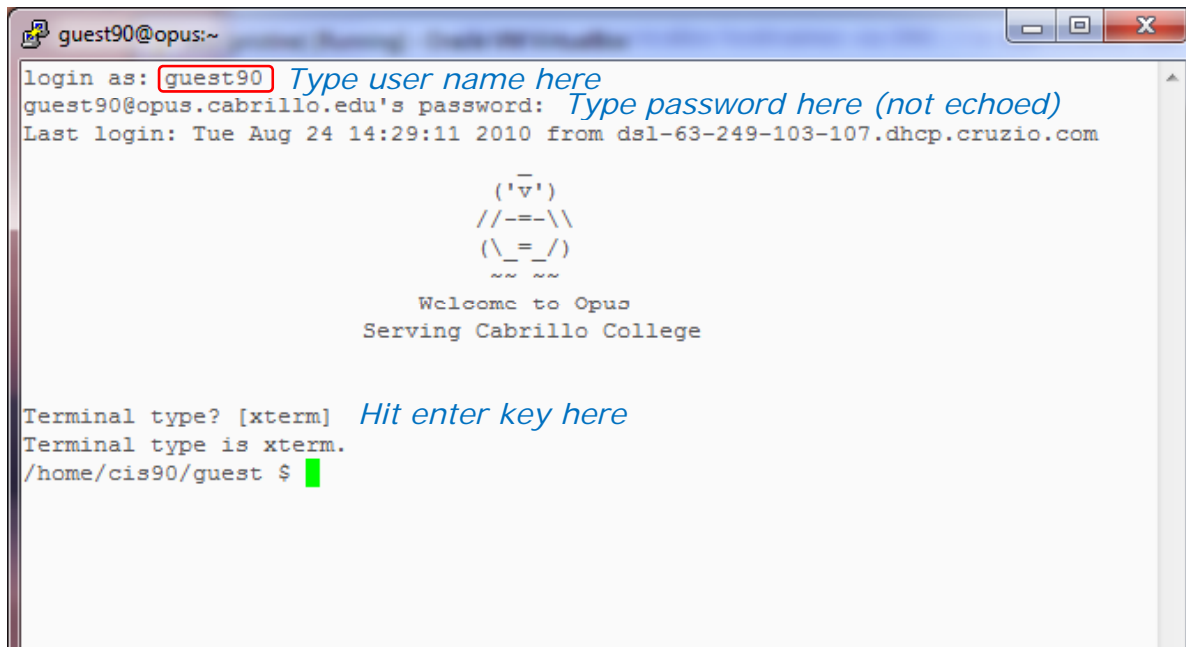 guest90@opus:~
login as: guest90 Type user name here
guest90@opus.cabrillo.edu's password: Type password here (not echoed)
Last login: Tue Aug 24 14:29:11 2010 from dsl-63-249-103-107.dhcp.cruzio.com
_
('v')
//-=-\\
(\_=_/)
~~ ~~
Welcome to Opus
Serving Cabrillo College
Terminal type? [xterm] Hit enter key here
Terminal type is xterm.
/home/cis90/guest $